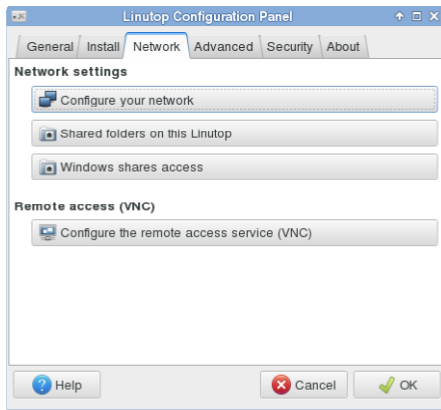 Linutop Configuration Panel
General Install Network Advanced Security About
Network settings
Configure your network
Shared folders on this Linutop
Windows shares access
Remote access (VNC)
Configure the remote access service (VNC)
Help Cancel OK